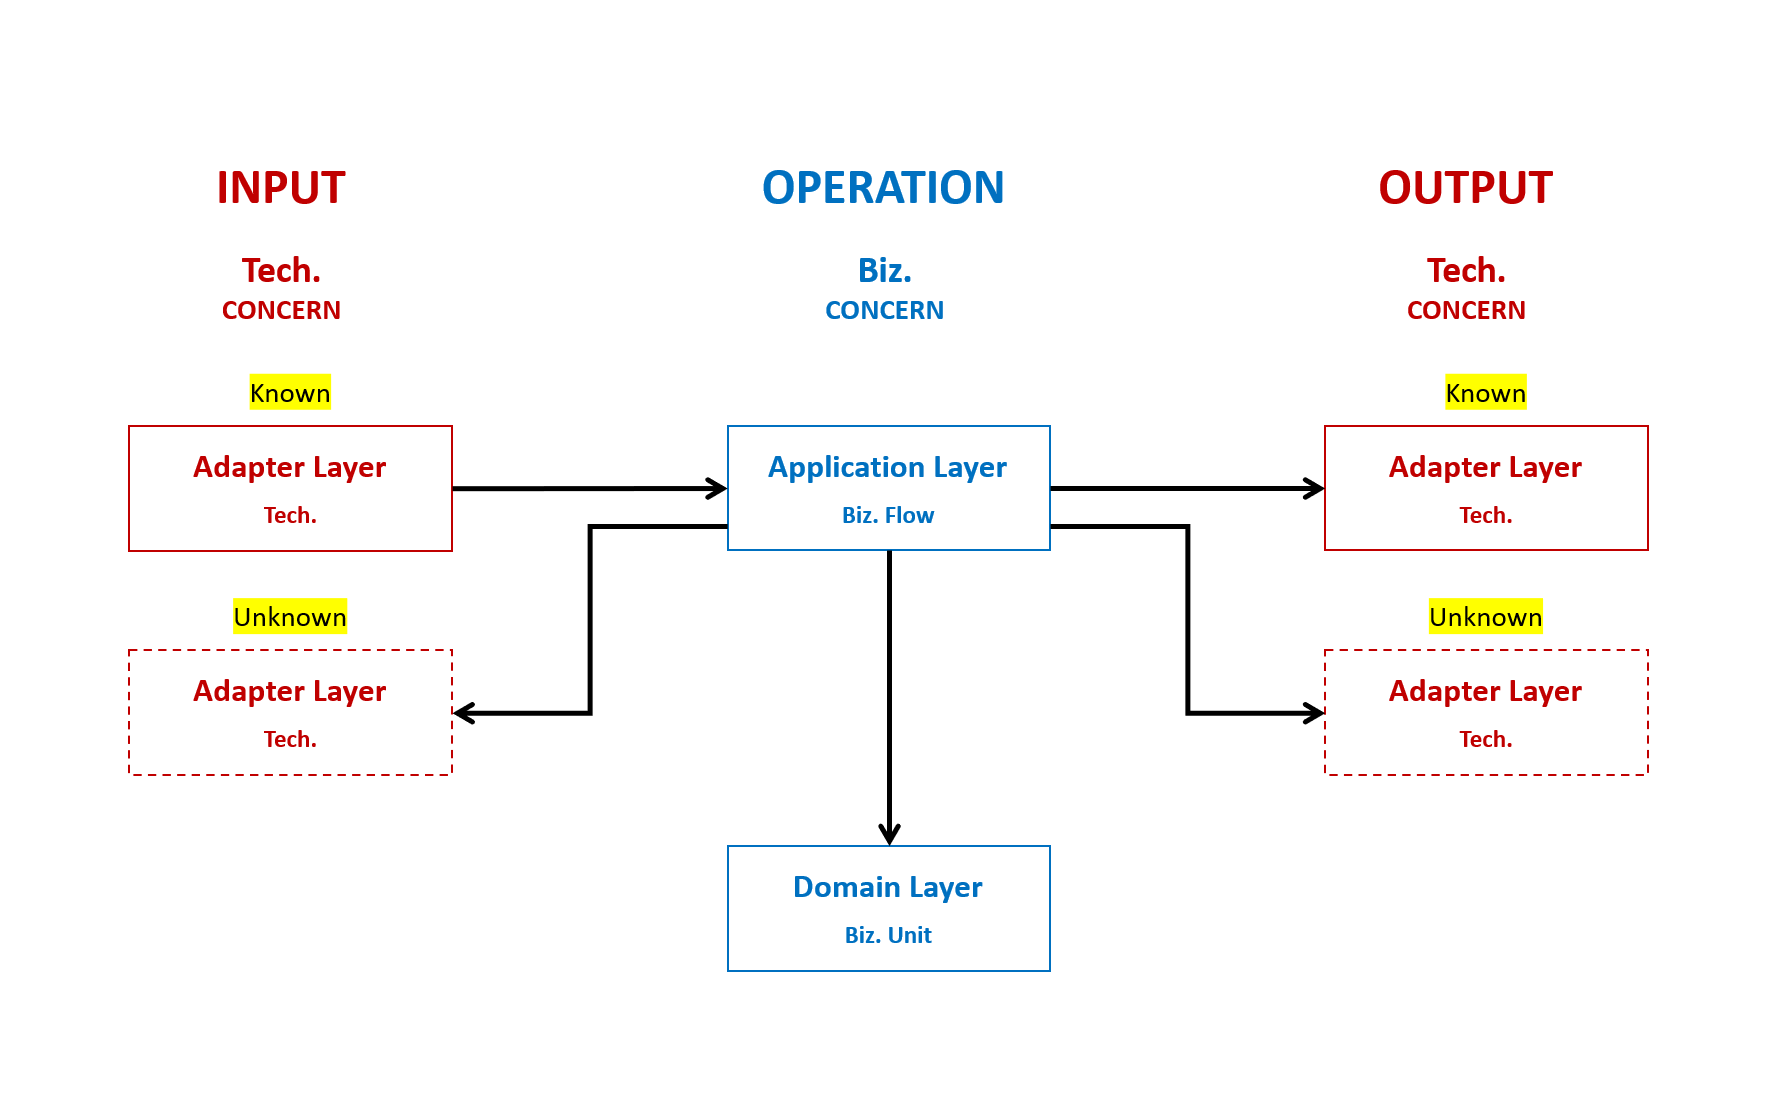 INPUT
OPERATION
OUTPUT
Tech.
CONCERN
Biz.
CONCERN
Tech.
CONCERN
Known
Known
Adapter Layer
Tech.
Application Layer
Biz. Flow
Adapter Layer
Tech.
Unknown
Unknown
Adapter Layer
Tech.
Adapter Layer
Tech.
Domain Layer
Biz. Unit